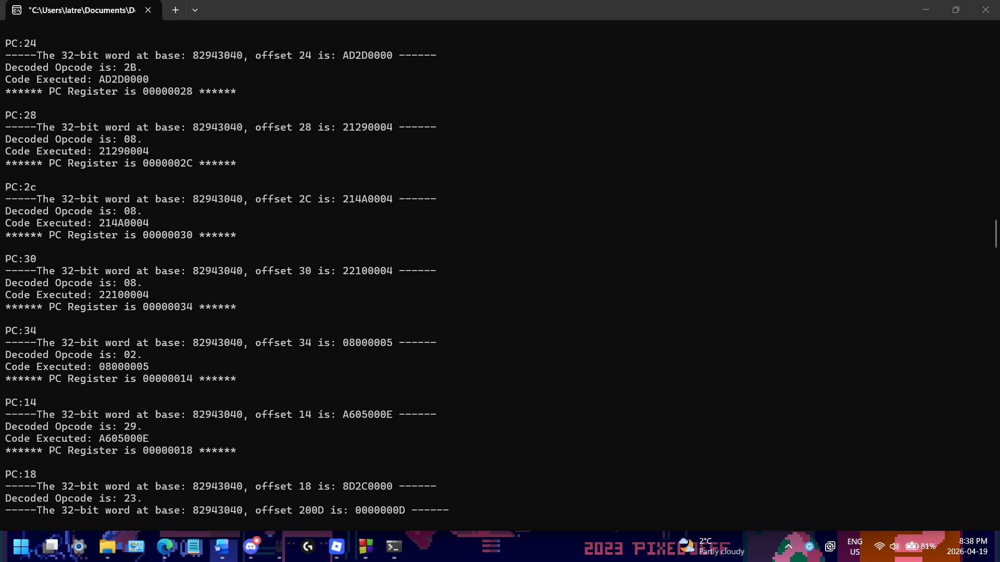 "C:\Users\latre\Documents\D
PC:24
-----The 32-bit word at base: 82943040, offset 24 is: AD2D0000 ------
Decoded Opcode is: 2B.
Code Executed: AD2D0000
****** PC Register is 00000028 ******
PC:28
-----The 32-bit word at base: 82943040, offset 28 is: 21290004 ------
Decoded Opcode is: 08.
Code Executed: 21290004
****** PC Register is 0000002C ******
PC:2c
-----The 32-bit word at base: 82943040, offset 2C is: 214A0004 ------
Decoded Opcode is: 08.
Code Executed: 214A0004
****** PC Register is 00000030 ******
PC:30
-----The 32-bit word at base: 82943040, offset 30 is: 22100004 ------
Decoded Opcode is: 08.
Code Executed: 22100004
****** PC Register is 00000034 ******
PC:34
-----The 32-bit word at base: 82943040, offset 34 is: 08000005 ------
Decoded Opcode is: 02.
Code Executed: 08000005
****** PC Register is 00000014 ******
PC:14
-----The 32-bit word at base: 82943040, offset 14 is: A605000E ------
Decoded Opcode is: 29.
Code Executed: A605000E
****** PC Register is 00000018 ******
PC:18
-----The 32-bit word at base: 82943040, offset 18 is: 8D2C0000 ------
Decoded Opcode is: 23.
-----The 32-bit word at base: 82943040, offset 200D is: 0000000D ------
2023
2°C
Partly cloudy
ENG
US
81%
8:38 PM
2026-04-19